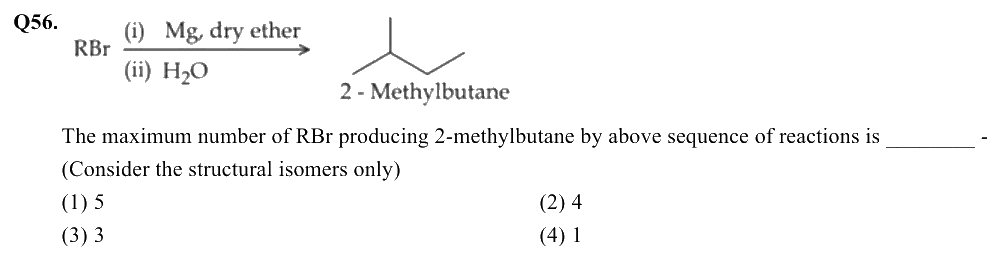 Q56.
RBr (i) Mg, dry ether
(ii) H₂O
2 - Methylbutane
The maximum number of RBr producing 2-methylbutane by above sequence of reactions is ________ -
(Consider the structural isomers only)
(1) 5 (2) 4
(3) 3 (4) 1